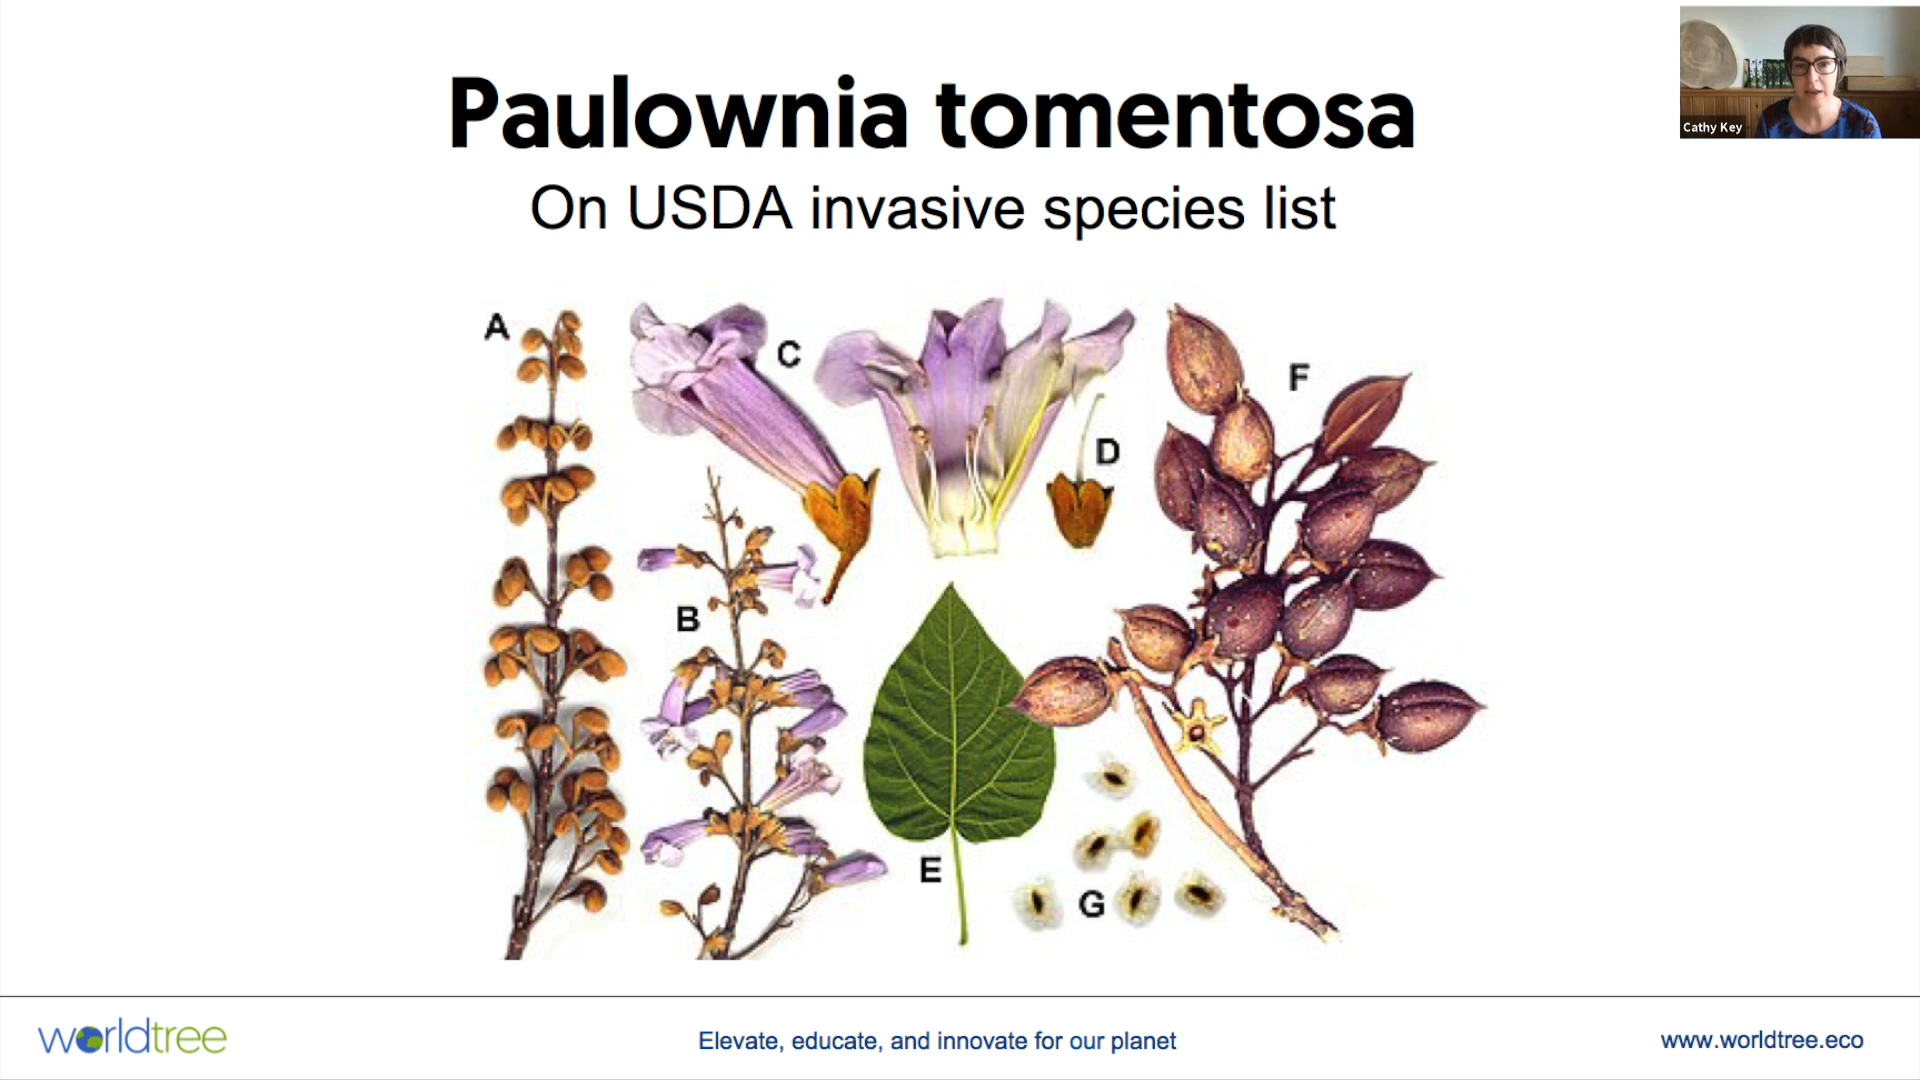 Paulownia tomentosa
On USDA invasive species list
Cathy Key
A
B
C
D
E
F
G
worldtree
Elevate, educate, and innovate for our planet
www.worldtree.eco